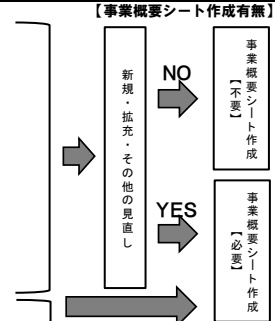 【事業概要シート作成有無】
新規・拡充・その他の見直し
NO
事業概要シート作成
【不要】
YES
事業概要シート作成
【必要】